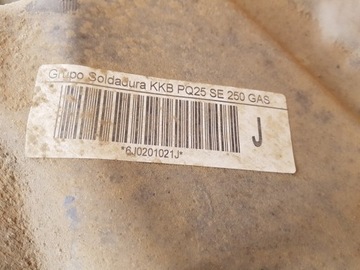 Grupo Soldadura KKB PQ25 SE 250 GAS
J
*6J0201021J*